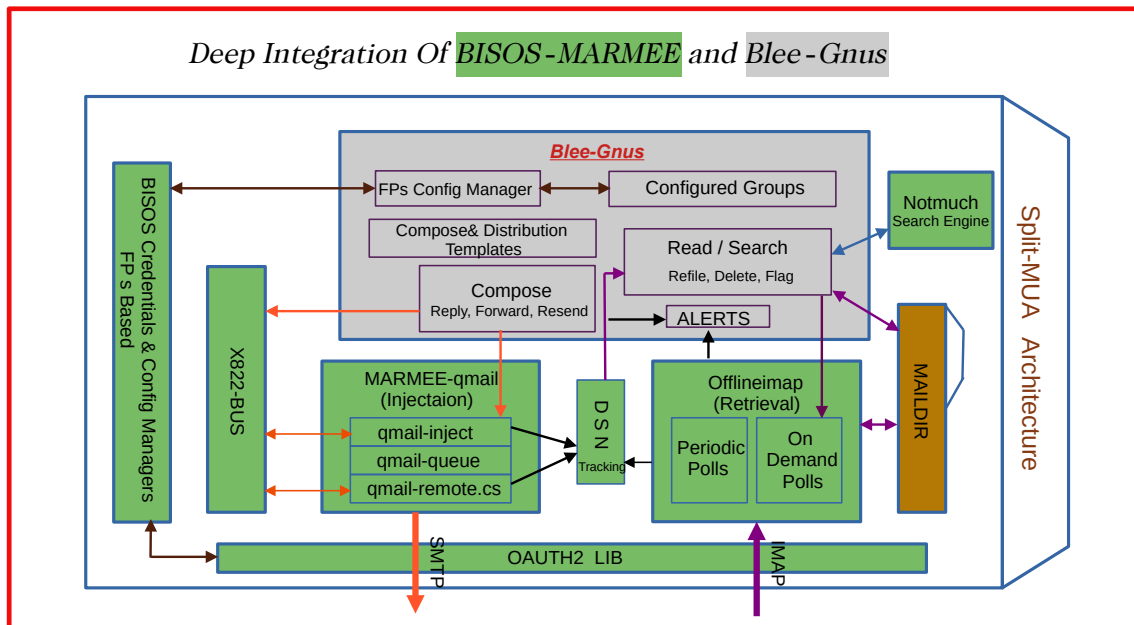 Deep Integration Of BISOS-MARMEE and Blee-Gnus
Blee-Gnus
FPs Config Manager
Configured Groups
Compose& Distribution
Templates
Read / Search
Refile, Delete, Flag
Compose
Reply, Forward, Resend
ALERTS
Notmuch
Search Engine
BISOS Credentials & Config Managers
FP s Based
X822-BUS
MARMEE-qmail
(Injectaion)
qmail-inject
qmail-queue
qmail-remote.cs
DSN
Tracking
Offlineimap
(Retrieval)
Periodic
Polls
On
Demand
Polls
MAILDIR
Split-MUA Architecture
OAUTH2 LIB
SMTP
IMAP